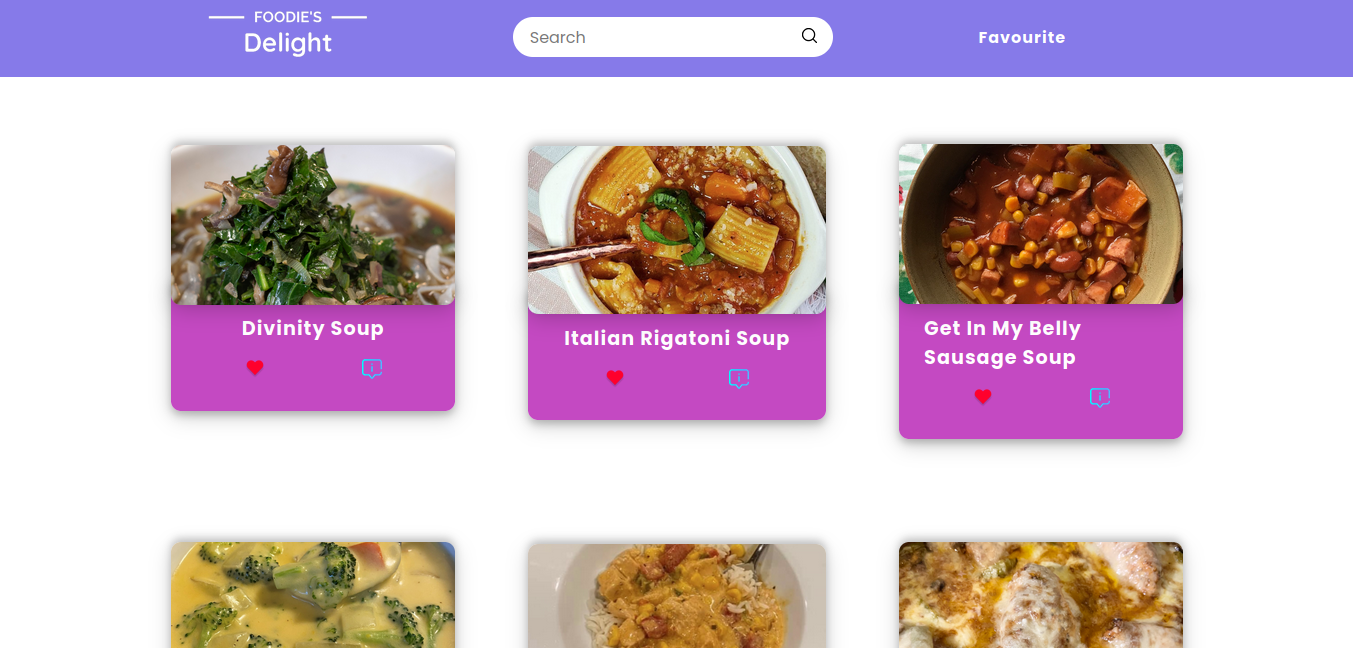 FOODIE'S
Delight
Search
Favourite
Divinity Soup
Italian Rigatoni Soup
Get In My Belly
Sausage Soup